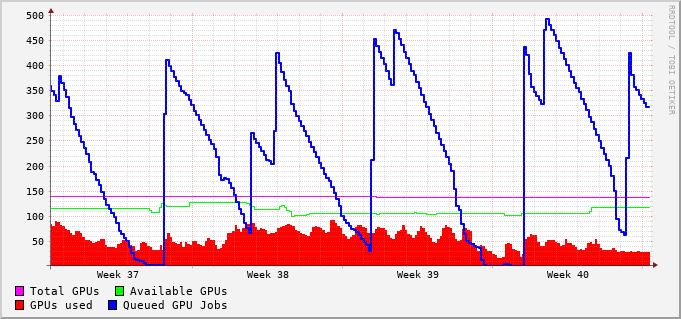 500
450
400
350
300
250
200
150
100
50
Week 37 Week 38 Week 39 Week 40
Total GPUs Available GPUs
GPUs used Queued GPU Jobs
RRDTOOL / TOBI OETIKER